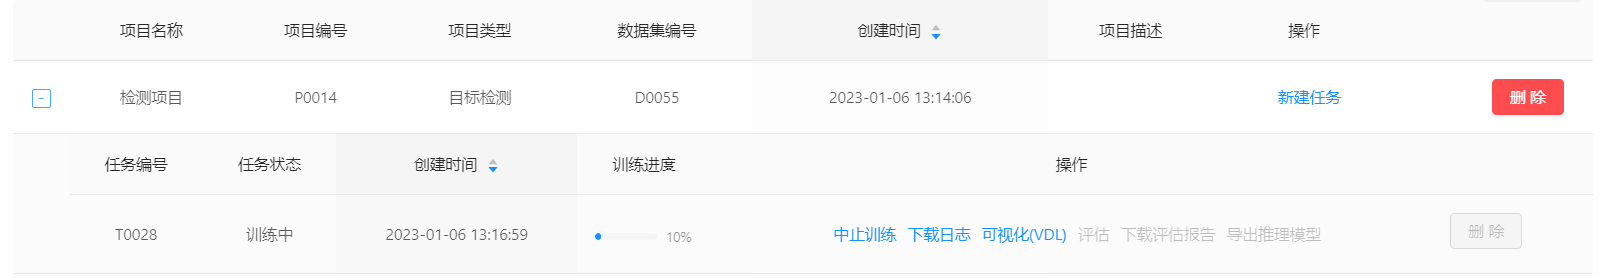 项目名称 项目编号 项目类型 数据集编号 创建时间 项目描述 操作
- 检测项目 P0014 目标检测 D0055 2023-01-06 13:14:06 新建任务 删 除
任务编号 任务状态 创建时间 训练进度 操作
T0028 训练中 2023-01-06 13:16:59 10% 中止训练 下载日志 可视化(VDL) 评估 下载评估报告 导出推理模型 删 除